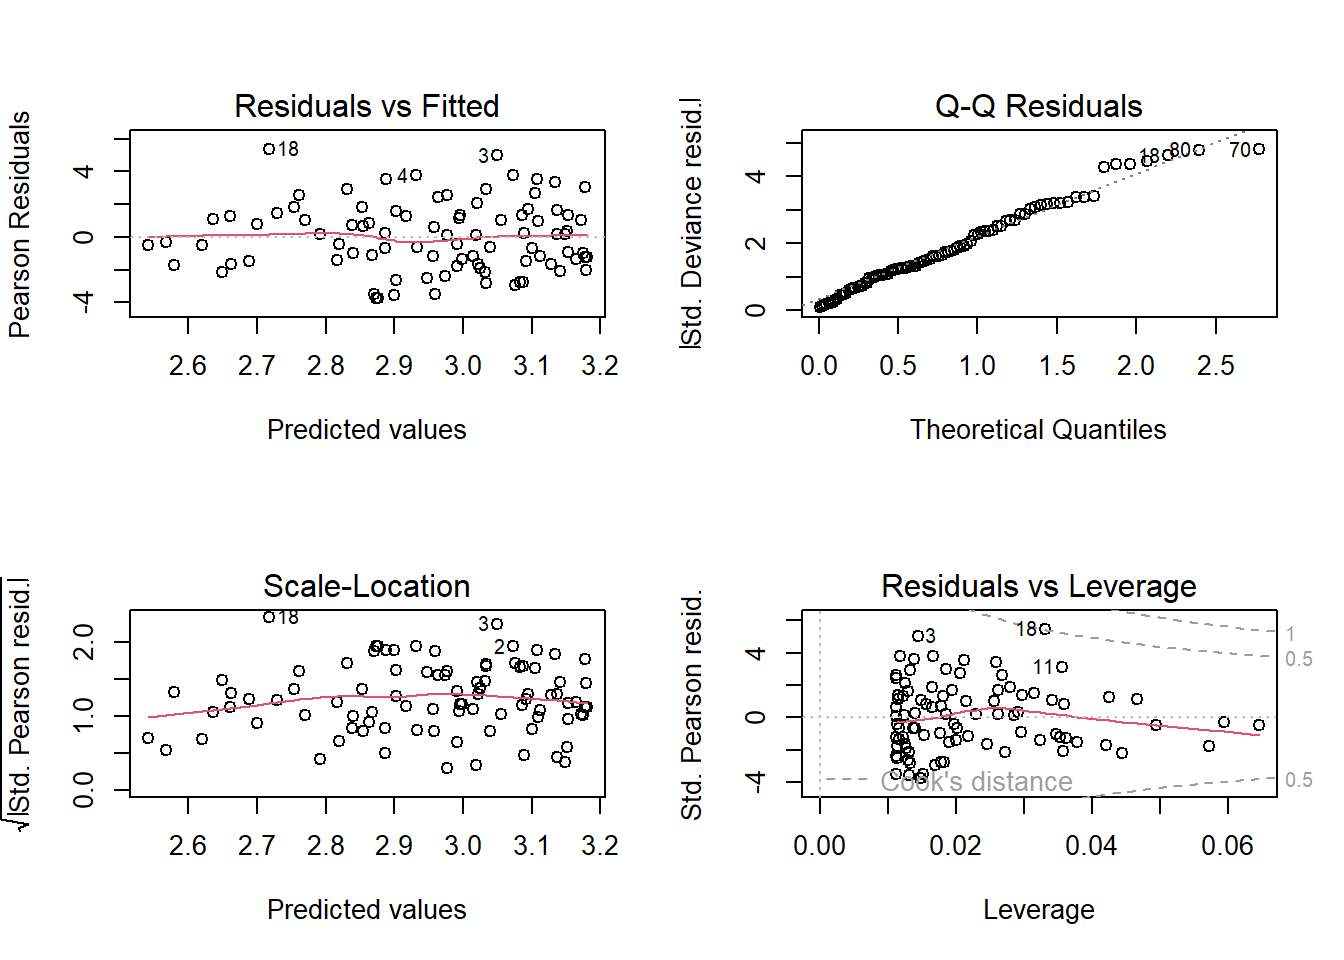 Residuals vs Fitted
Pearson Residuals
4
0
-4
18
3
4
2.6 2.7 2.8 2.9 3.0 3.1 3.2
Predicted values
Q-Q Residuals
|Std. Deviance resid.|
4
2
0
18 80 70
0.0 0.5 1.0 1.5 2.0 2.5
Theoretical Quantiles
Scale-Location
√|Std. Pearson resid.|
2.0
1.0
0.0
18
3
2
2.6 2.7 2.8 2.9 3.0 3.1 3.2
Predicted values
Residuals vs Leverage
Std. Pearson resid.
4
0
-4
3
18
11
1
0.5
0.5
Cook's distance
0.00 0.02 0.04 0.06
Leverage